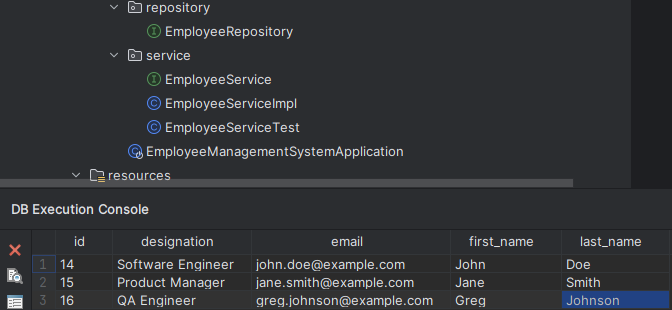 repository
EmployeeRepository
service
EmployeeService
EmployeeServiceImpl
EmployeeServiceTest
EmployeeManagementSystemApplication
resources
DB Execution Console
id designation email first_name last_name
1 14 Software Engineer john.doe@example.com John Doe
2 15 Product Manager jane.smith@example.com Jane Smith
3 16 QA Engineer greg.johnson@example.com Greg Johnson